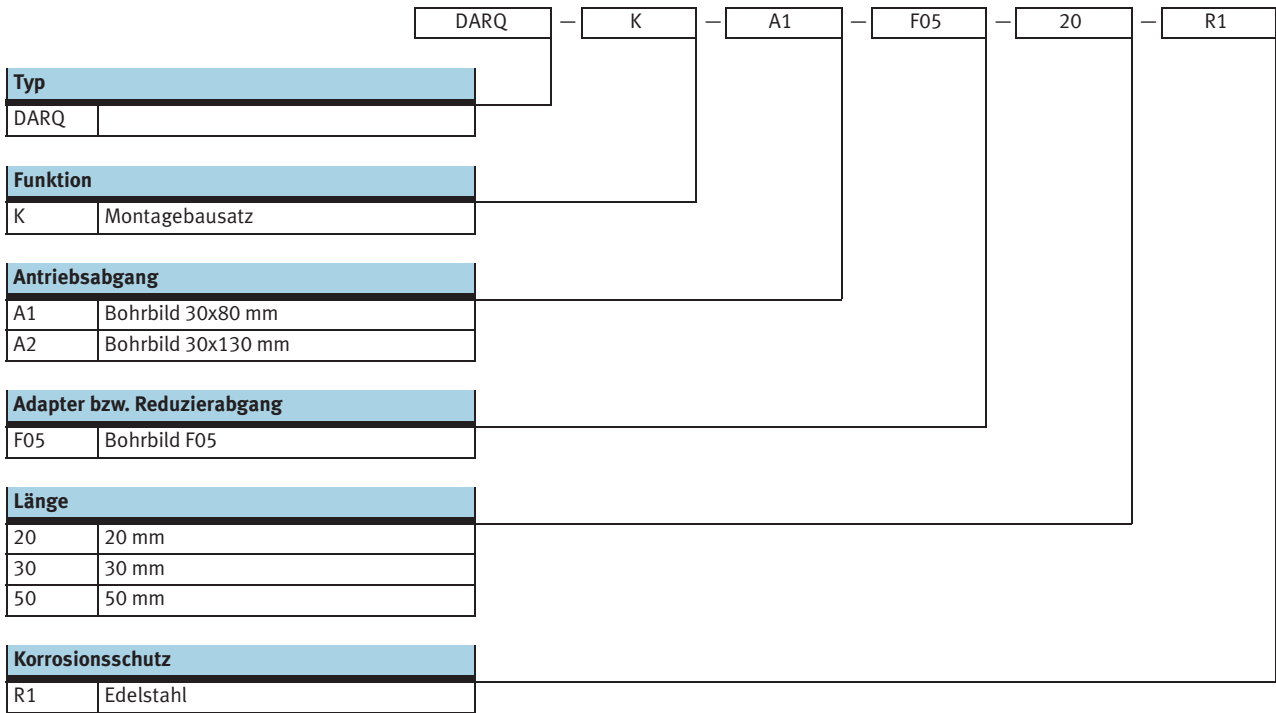 DARQ — K — A1 — F05 — 20 — R1
Typ
DARQ
Funktion
K Montagebausatz
Antriebsabgang
A1 Bohrbild 30x80 mm
A2 Bohrbild 30x130 mm
Adapter bzw. Reduzierabgang
F05 Bohrbild F05
Länge
20 20 mm
30 30 mm
50 50 mm
Korrosionsschutz
R1 Edelstahl